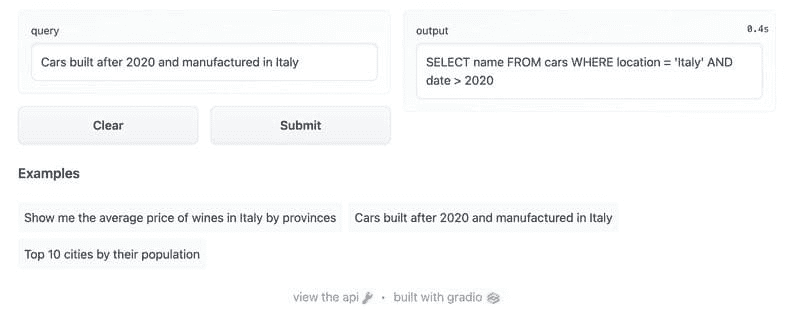 query
Cars built after 2020 and manufactured in Italy
Clear
Submit
output
0.4s
SELECT name FROM cars WHERE location = 'Italy' AND
date > 2020
Examples
Show me the average price of wines in Italy by provinces
Cars built after 2020 and manufactured in Italy
Top 10 cities by their population
view the api · built with gradio